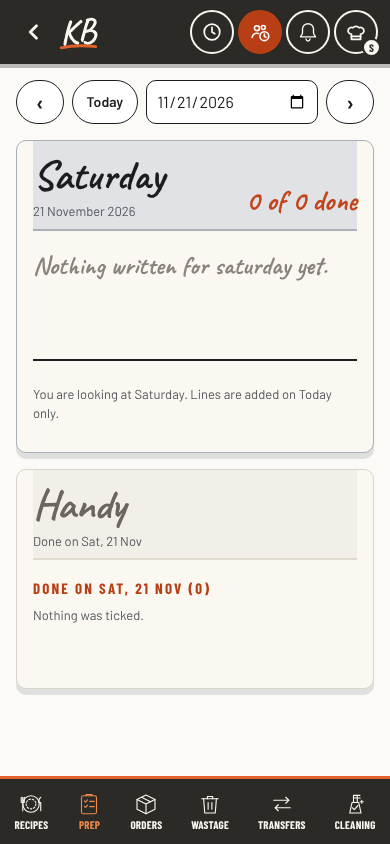 KB
S
‹
Today
11/21/2026
›
Saturday
21 November 2026
0 of 0 done
Nothing written for saturday yet.
You are looking at Saturday. Lines are added on Today
only.
Handy
Done on Sat, 21 Nov
DONE ON SAT, 21 NOV (0)
Nothing was ticked.
RECIPES
PREP
ORDERS
WASTAGE
TRANSFERS
CLEANING